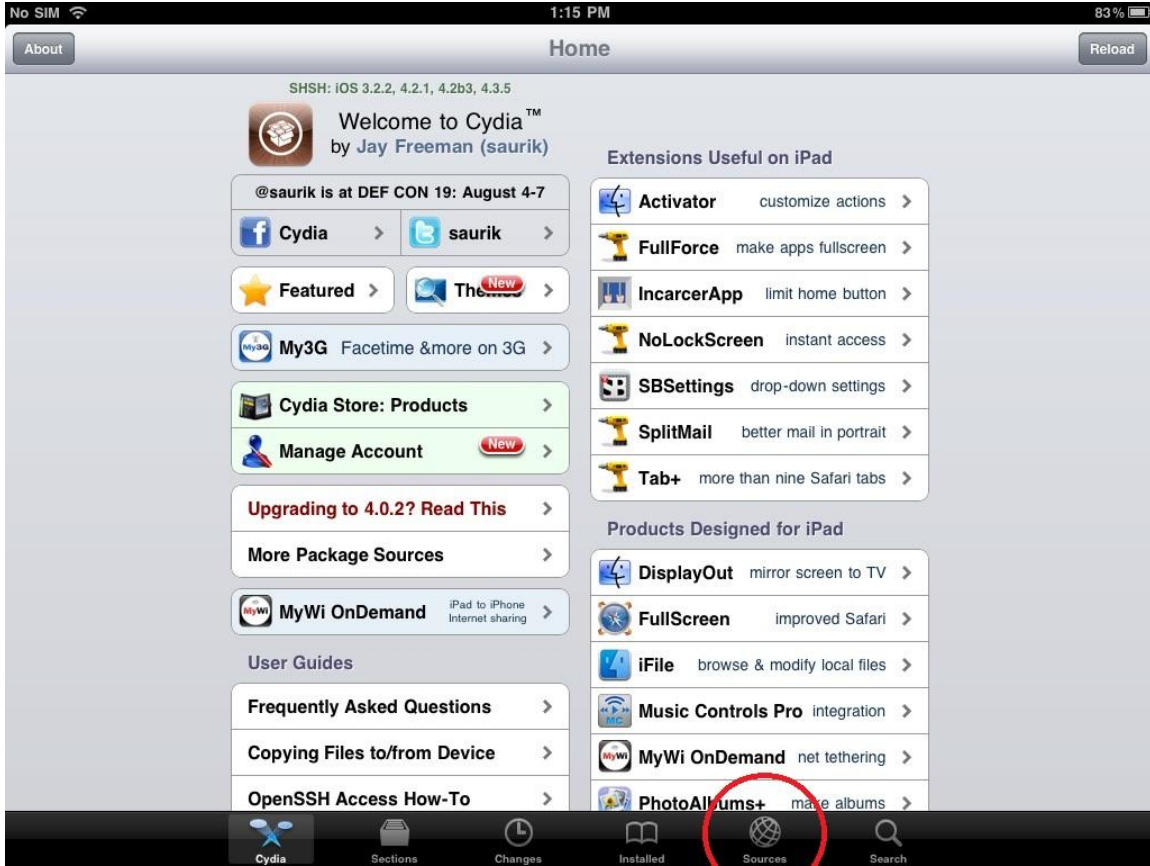 No SIM 1:15 PM 83%
About Home Reload
SHSH: iOS 3.2.2, 4.2.1, 4.2b3, 4.3.5
Welcome to Cydia™
by Jay Freeman (saurik)
@saurik is at DEF CON 19: August 4-7
Cydia saurik
Featured Themes New
My3G My3G Facetime &more on 3G
Cydia Store: Products
Manage Account New
Upgrading to 4.0.2? Read This
More Package Sources
MyWi MyWi OnDemand iPad to iPhone
Internet sharing
User Guides
Frequently Asked Questions
Copying Files to/from Device
OpenSSH Access How-To
Extensions Useful on iPad
Activator customize actions
FullForce make apps fullscreen
IncarcerApp limit home button
NoLockScreen instant access
SBSettings drop-down settings
SplitMail better mail in portrait
Tab+ more than nine Safari tabs
Products Designed for iPad
DisplayOut mirror screen to TV
FullScreen improved Safari
iFile browse & modify local files
MC Music Controls Pro integration
MyWi MyWi OnDemand net tethering
PhotoAlbums+ make albums
Cydia Sections Changes Installed Sources Search